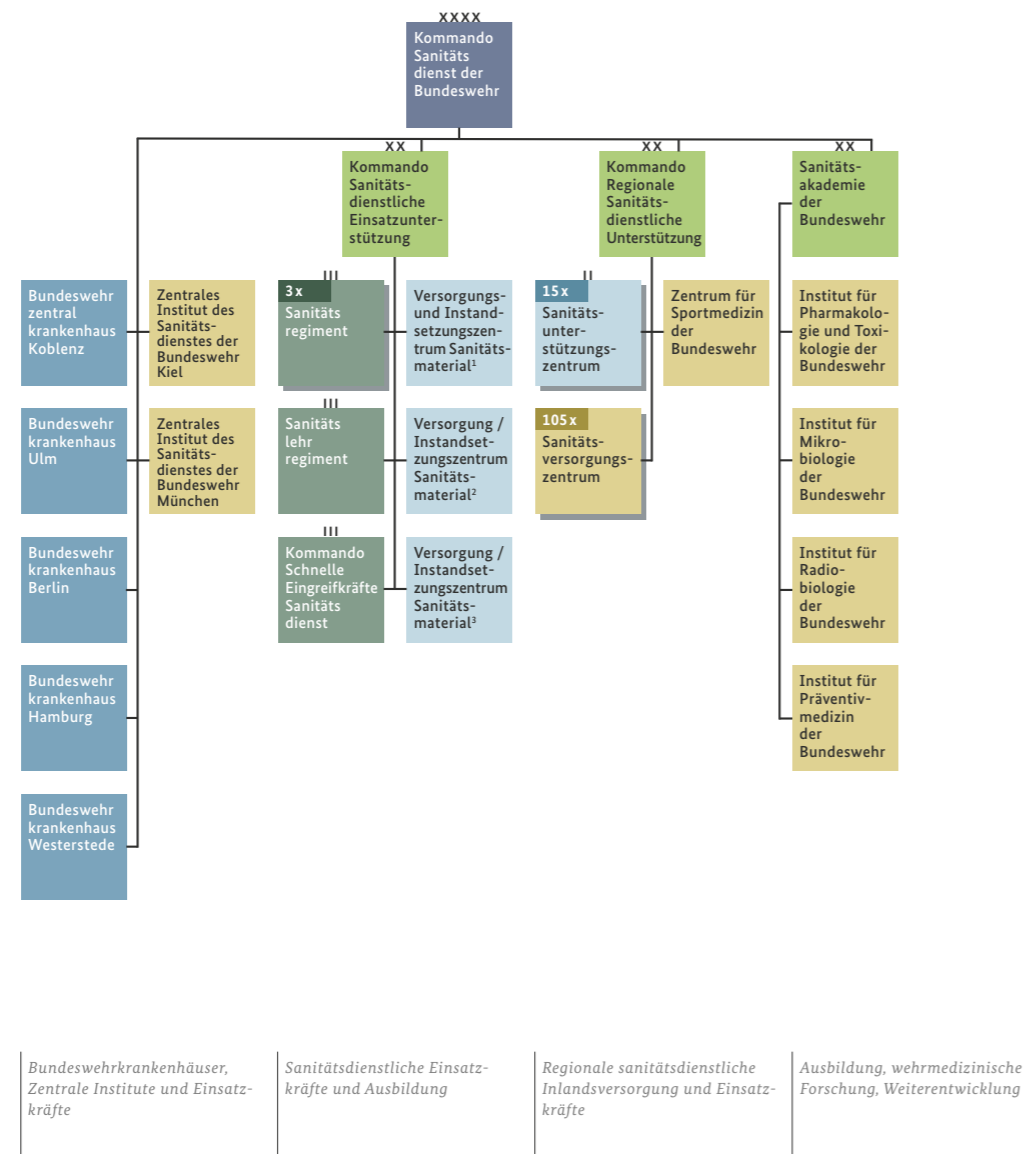 XXXX
Kommando
Sanitäts
dienst der
Bundeswehr
XX
Kommando
Sanitäts-
dienstliche
Einsatzunter-
stützung
XX
Kommando
Regionale
Sanitäts-
dienstliche
Unterstützung
XX
Sanitäts-
akademie
der
Bundeswehr
Bundeswehr
zentral
krankenhaus
Koblenz
Zentrales
Institut des
Sanitäts-
dienstes der
Bundeswehr
Kiel
III
3x
Sanitäts
regiment
Versorgungs-
und Instand-
setzungszen-
trum Sanitäts-
material¹
II
15x
Sanitäts-
unter-
stützungs-
zentrum
Zentrum für
Sportmedizin
der
Bundeswehr
Institut für
Pharmakolo-
gie und Toxi-
kologie der
Bundeswehr
Bundeswehr
krankenhaus
Ulm
Zentrales
Institut des
Sanitäts-
dienstes der
Bundeswehr
München
III
Sanitäts
lehr
regiment
Versorgung /
Instandset-
zungszentrum
Sanitäts-
material²
105x
Sanitäts-
versorgungs-
zentrum
Institut für
Mikro-
biologie
der
Bundeswehr
Bundeswehr
krankenhaus
Berlin
III
Kommando
Schnelle
Eingreifkräfte
Sanitäts
dienst
Versorgung /
Instandset-
zungszentrum
Sanitäts-
material³
Institut für
Radio-
biologie
der
Bundeswehr
Bundeswehr
krankenhaus
Hamburg
Institut für
Präventiv-
medizin
der
Bundeswehr
Bundeswehr
krankenhaus
Westerstede
Bundeswehrkrankenhäuser,
Zentrale Institute und Einsatz-
kräfte
Sanitätsdienstliche Einsatz-
kräfte und Ausbildung
Regionale sanitätsdienstliche
Inlandsversorgung und Einsatz-
kräfte
Ausbildung, wehrmedizinische
Forschung, Weiterentwicklung